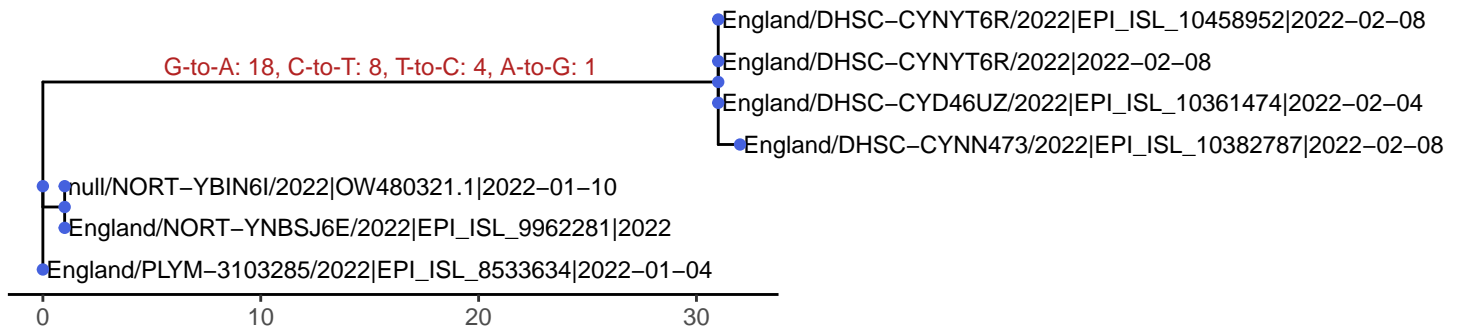 England/DHSC−CYNYT6R/2022|EPI_ISL_10458952|2022−02−08
England/DHSC−CYNYT6R/2022|2022−02−08
G-to-A: 18, C-to-T: 8, T-to-C: 4, A-to-G: 1
England/DHSC−CYD46UZ/2022|EPI_ISL_10361474|2022−02−04
England/DHSC−CYNN473/2022|EPI_ISL_10382787|2022−02−08
null/NORT−YBIN6I/2022|OW480321.1|2022−01−10
England/NORT−YNBSJ6E/2022|EPI_ISL_9962281|2022
England/PLYM−3103285/2022|EPI_ISL_8533634|2022−01−04
0 10 20 30